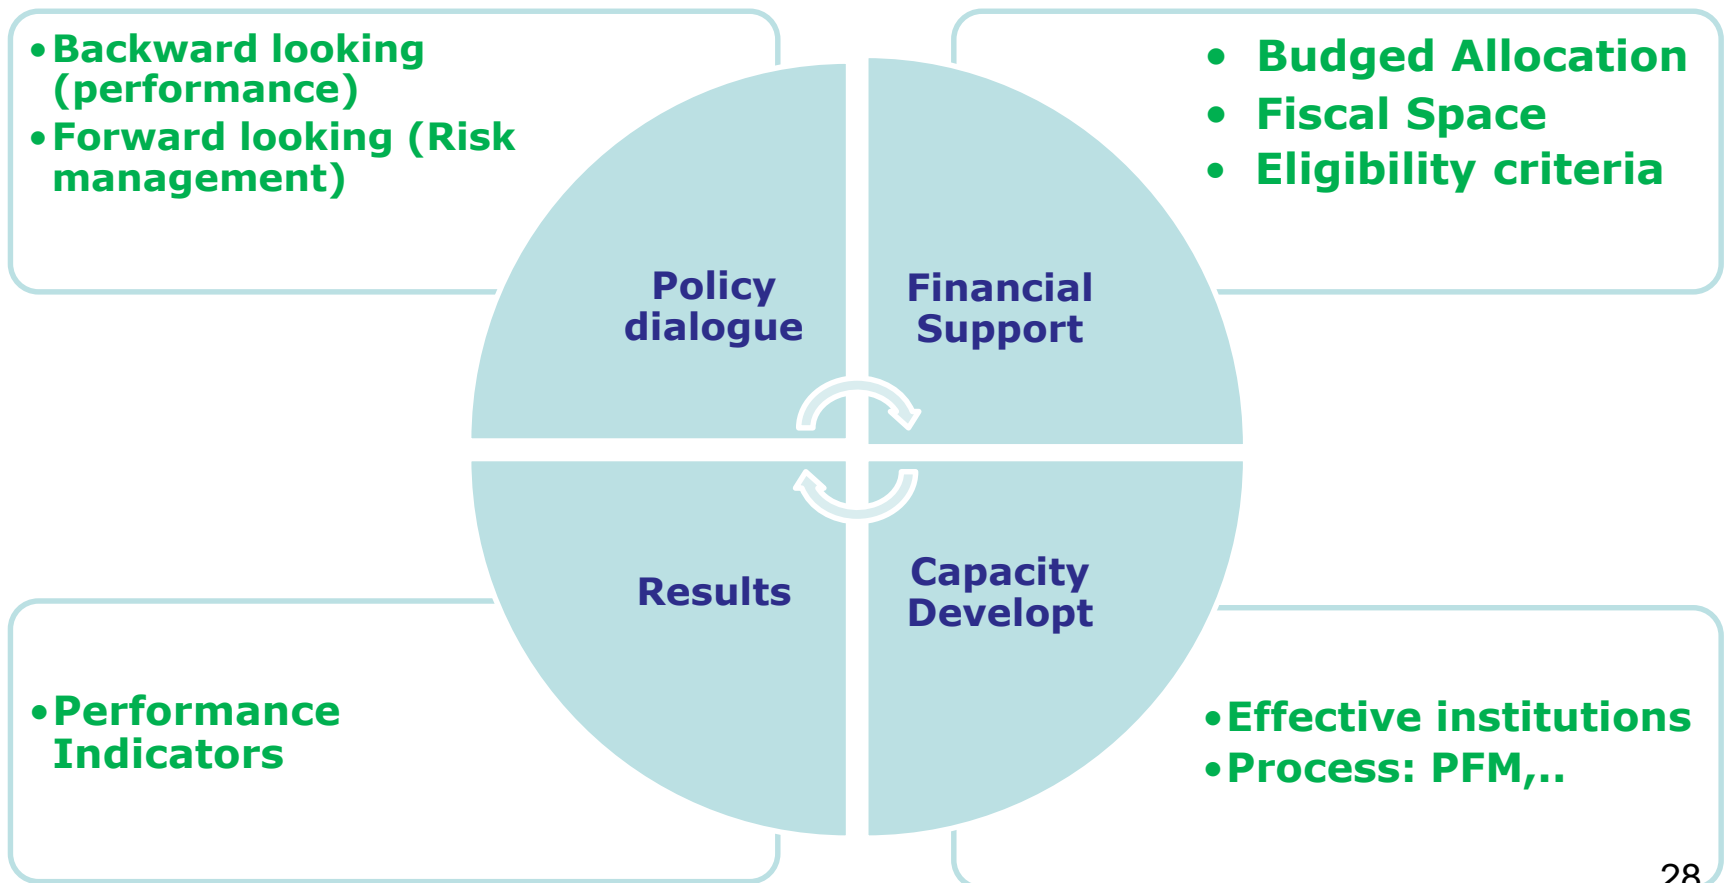 •Backward looking
(performance)
•Forward looking (Risk
management)
• Budged Allocation
• Fiscal Space
• Eligibility criteria
Policy
dialogue
Financial
Support
Results
Capacity
Developt
•Performance
Indicators
•Effective institutions
•Process: PFM,..
28